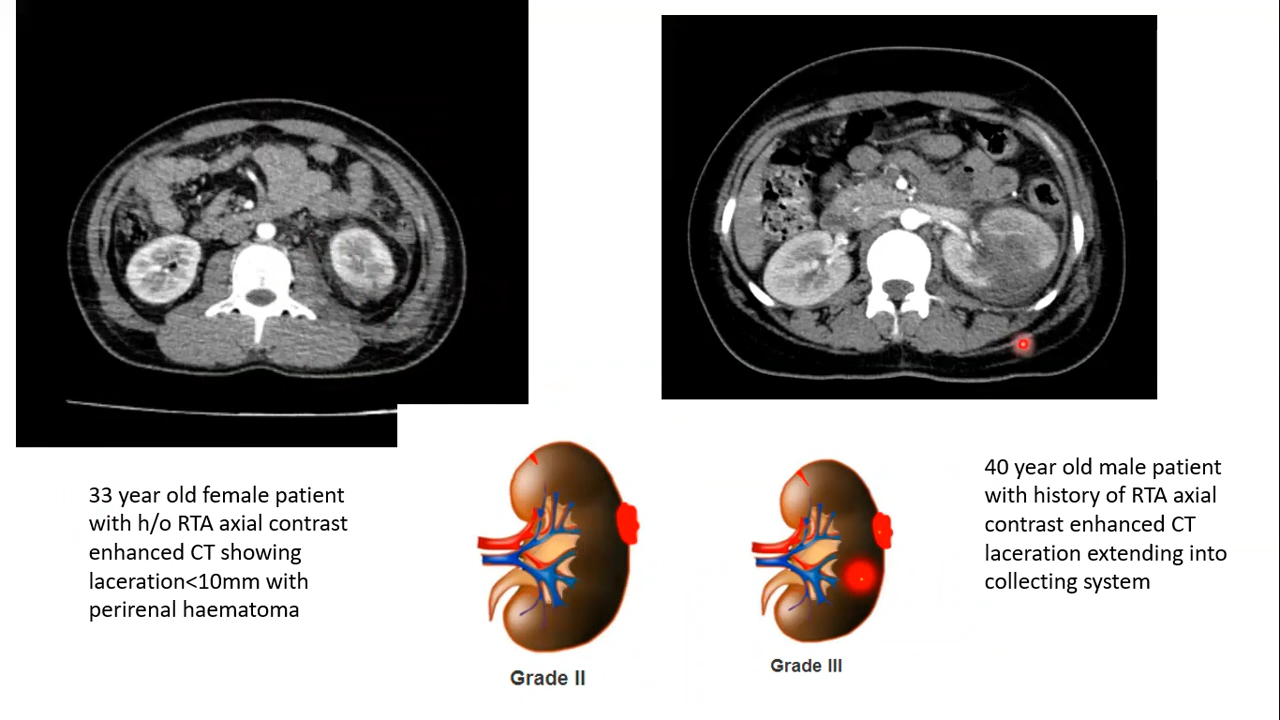 33 year old female patient
with h/o RTA axial contrast
enhanced CT showing
laceration<10mm with
perirenal haematoma
Grade II
Grade III
40 year old male patient
with history of RTA axial
contrast enhanced CT
laceration extending into
collecting system